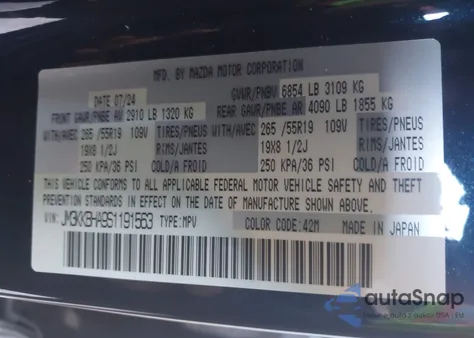 MFD. BY MAZDA MOTOR CORPORATION
DATE 07/24 GVWR/PNBV 6854 LB 3109 KG
FRONT GAWR/PNBE AV 2910 LB 1320 KG REAR GAWR/PNBE AR 4090 LB 1855 KG
WITH/AVEC 265 /55R19 109V TIRES/PNEUS WITH/AVEC 265 /55R19 109V TIRES/PNEUS
19X8 1/2J RIMS/JANTES 19X8 1/2J RIMS/JANTES
250 KPA/36 PSI COLD/A FROID 250 KPA/36 PSI COLD/A FROID
THIS VEHICLE CONFORMS TO ALL APPLICABLE FEDERAL MOTOR VEHICLE SAFETY AND THEFT
PREVENTION STANDARDS IN EFFECT ON THE DATE OF MANUFACTURE SHOWN ABOVE.
VIN: TYPE:MPV COLOR CODE:42M MADE IN JAPAN
autaSnap